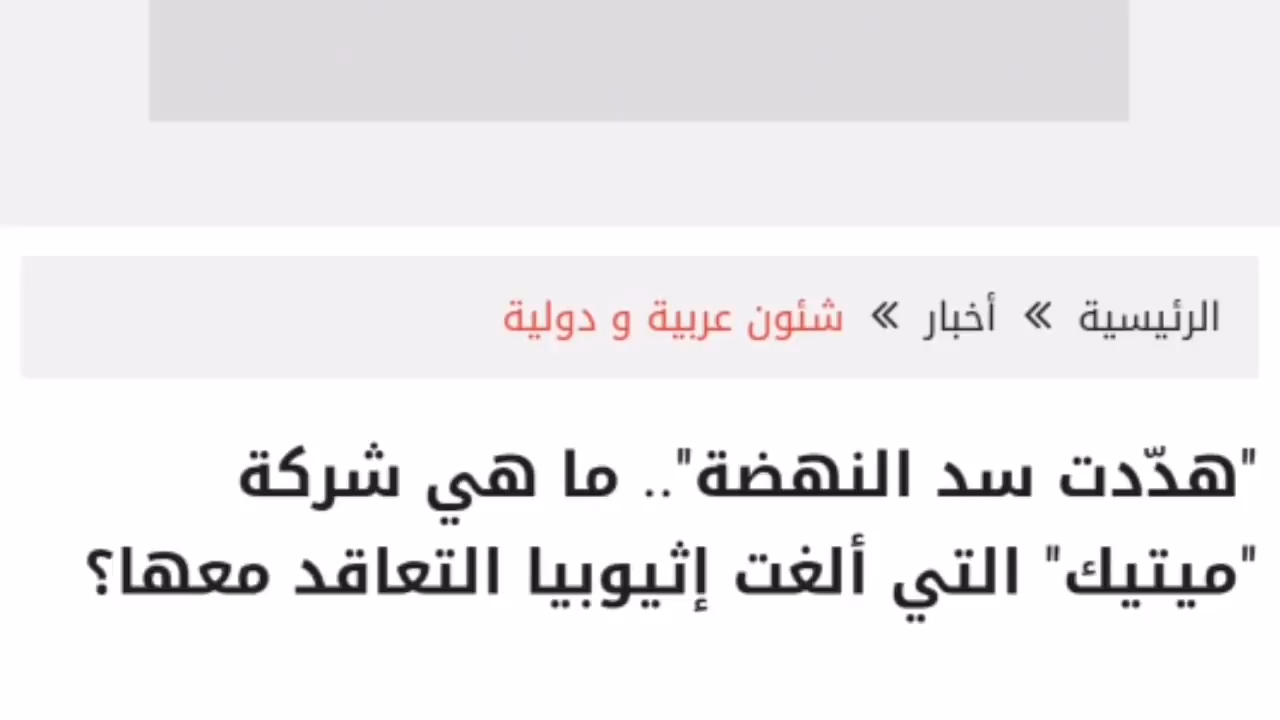 الرئيسية » أخبار » شئون عربية و دولية
"هدّدت سد النهضة".. ما هي شركة
"ميتيك" التي ألغت إثيوبيا التعاقد معها؟